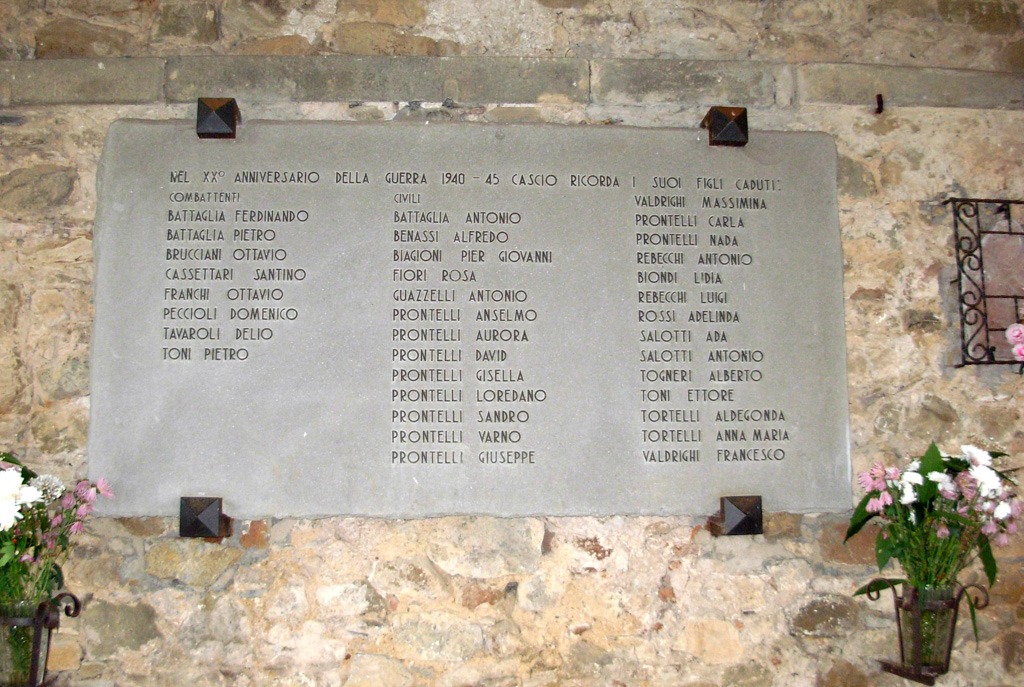 NEL XXº ANNIVERSARIO DELLA GUERRA 1940 - 45 CASCIO RICORDA I SUOI FIGLI CADUTI:
COMBATTENTI
BATTAGLIA FERDINANDO
BATTAGLIA PIETRO
BRUCCIANI OTTAVIO
CASSETTARI SANTINO
FRANCHI OTTAVIO
PECCIOLI DOMENICO
TAVAROLI DELIO
TONI PIETRO
CIVILI
BATTAGLIA ANTONIO
BENASSI ALFREDO
BIAGIONI PIER GIOVANNI
FIORI ROSA
GUAZZELLI ANTONIO
PRONTELLI ANSELMO
PRONTELLI AURORA
PRONTELLI DAVID
PRONTELLI GISELLA
PRONTELLI LOREDANO
PRONTELLI SANDRO
PRONTELLI VARNO
PRONTELLI GIUSEPPE
VALDRIGHI MASSIMINA
PRONTELLI CARLA
PRONTELLI NADA
REBECCHI ANTONIO
BIONDI LIDIA
REBECCHI LUIGI
ROSSI ADELINDA
SALOTTI ADA
SALOTTI ANTONIO
TOGNERI ALBERTO
TONI ETTORE
TORTELLI ALDEGONDA
TORTELLI ANNA MARIA
VALDRIGHI FRANCESCO